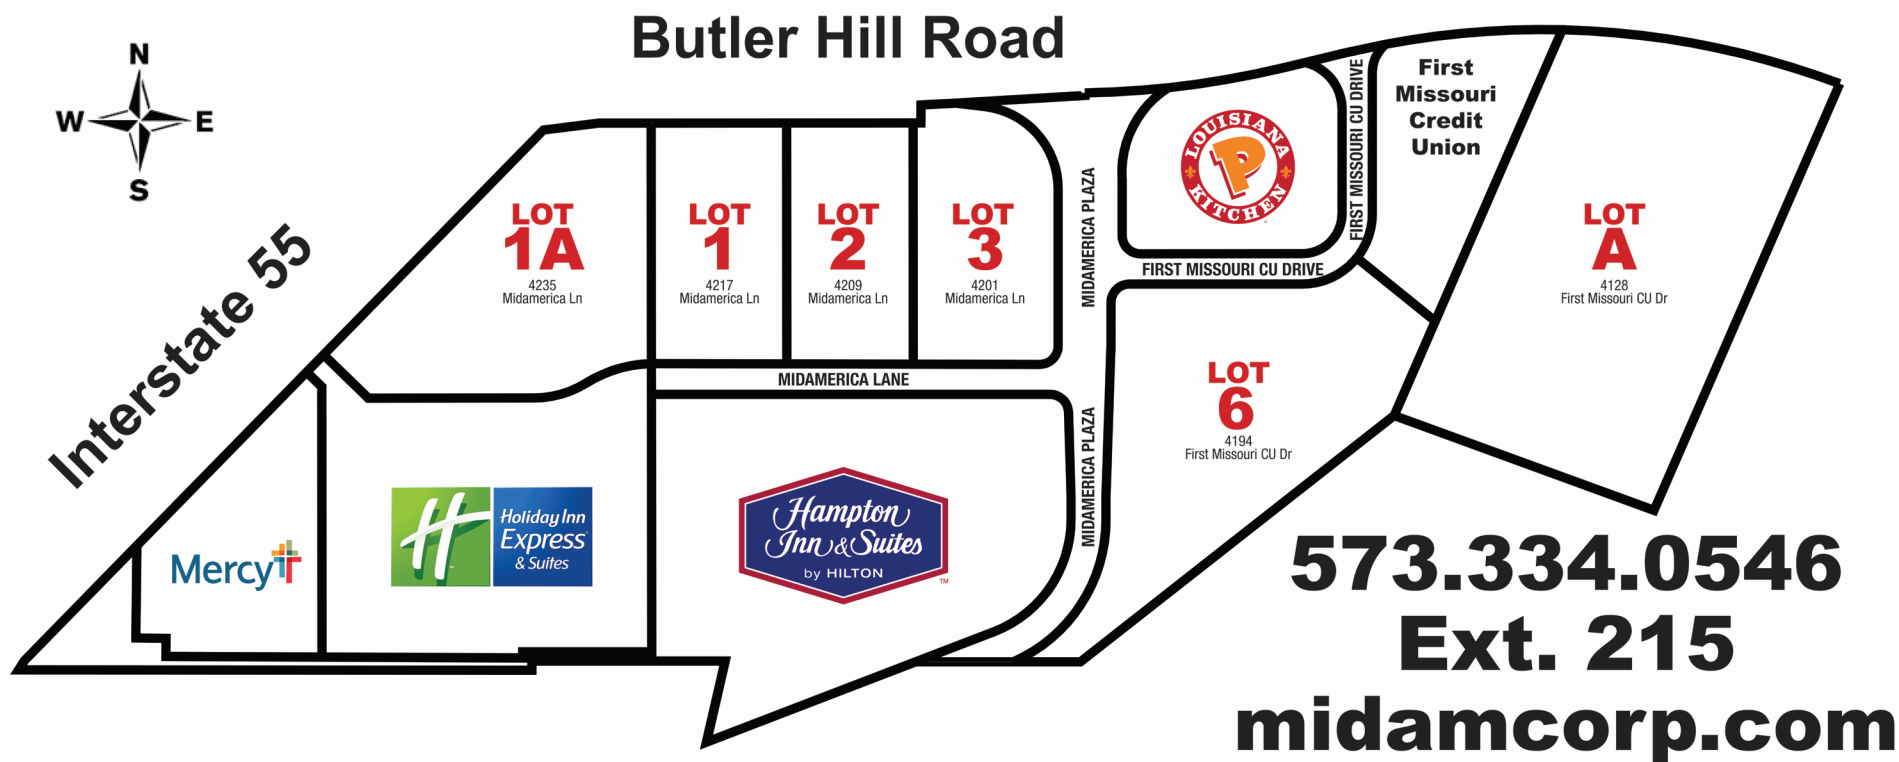 Butler Hill Road
N
W
E
S
Interstate 55
LOT
1A
4235
Midamerica Ln
LOT
1
4217
Midamerica Ln
LOT
2
4209
Midamerica Ln
LOT
3
4201
Midamerica Ln
MIDAMERICA PLAZA
LOUISIANA
P
KITCHEN
FIRST MISSOURI CU DRIVE
FIRST MISSOURI CU DRIVE
First
Missouri
Credit
Union
LOT
A
4128
First Missouri CU Dr
MIDAMERICA LANE
MIDAMERICA PLAZA
LOT
6
4194
First Missouri CU Dr
Mercy
H
Holiday Inn
Express
& Suites
Hampton
Inn & Suites
by HILTON
TM
573.334.0546
Ext. 215
midamcorp.com